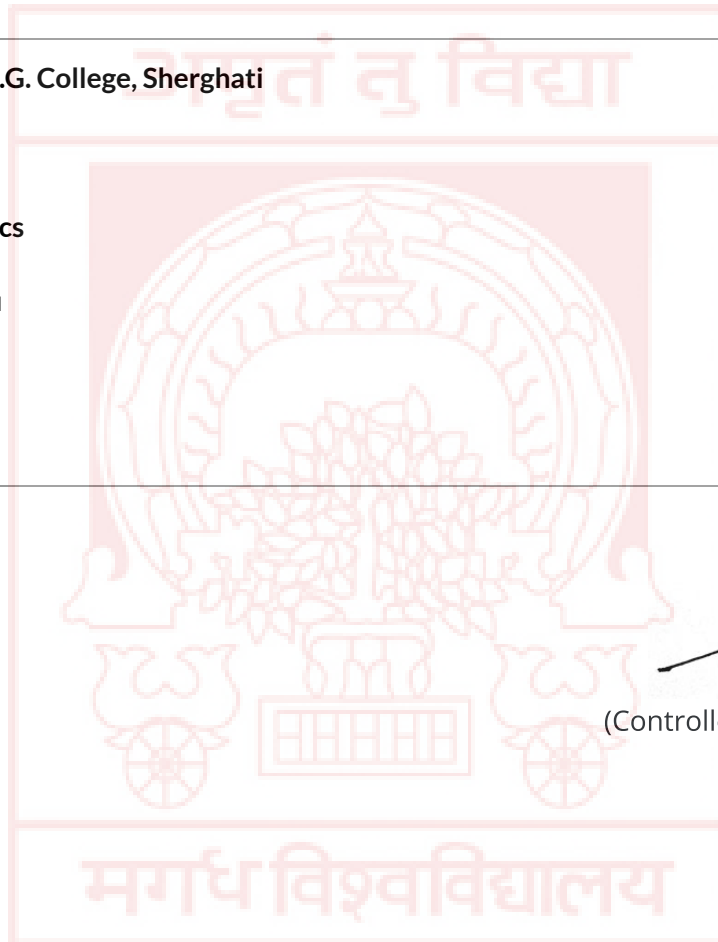 अमृतं तु विद्या
.G. College, Sherghati
cs
(Controll
मगध विश्वविद्यालय